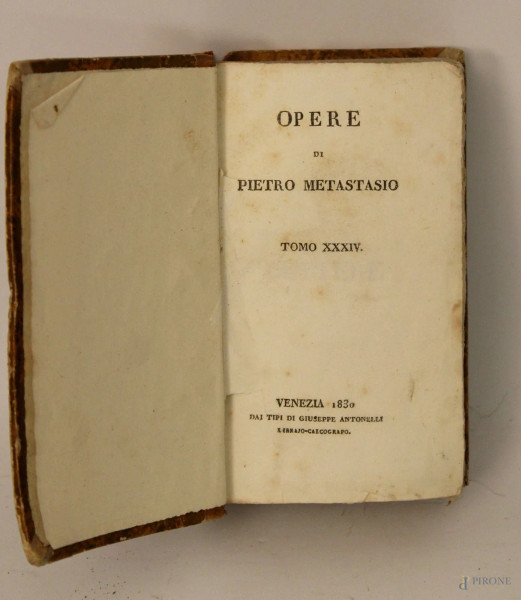 OPERE
DI
PIETRO METASTASIO
TOMO XXXIV.
VENEZIA 1830
DAI TIPI DI GIUSEPPE ANTONELLI
LIBRAJO-CALCOGRAFO.
d PIRONE